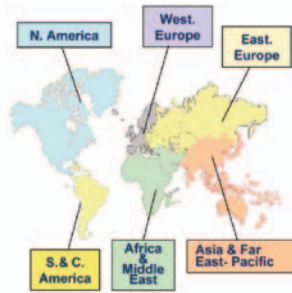 N. America
West.
Europe
East.
Europe
S.& C.
America
Africa
&
Middle
East
Asia & Far
East- Pacific